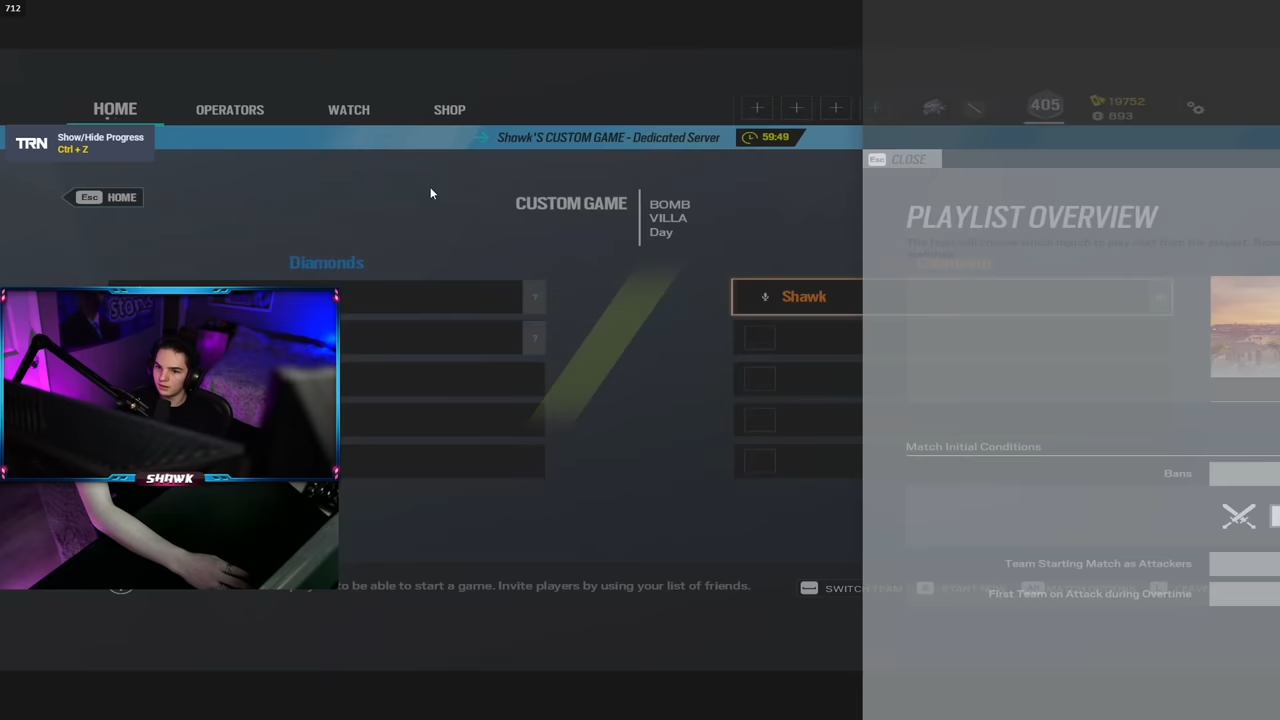 712
HOME
OPERATORS
WATCH
SHOP
405
19752
893
TRN
Show/Hide Progress
Ctrl + Z
Shawk'S CUSTOM GAME - Dedicated Server
59:49
Esc CLOSE
Esc HOME
CUSTOM GAME
BOMB
VILLA
Day
PLAYLIST OVERVIEW
Diamonds
?
Shawk
?
Match Initial Conditions
Bans
SHAWK
Team Starting Match as Attackers
to be able to start a game. Invite players by using your list of friends.
SWITCH TEAM
First Team on Attack during Overtime